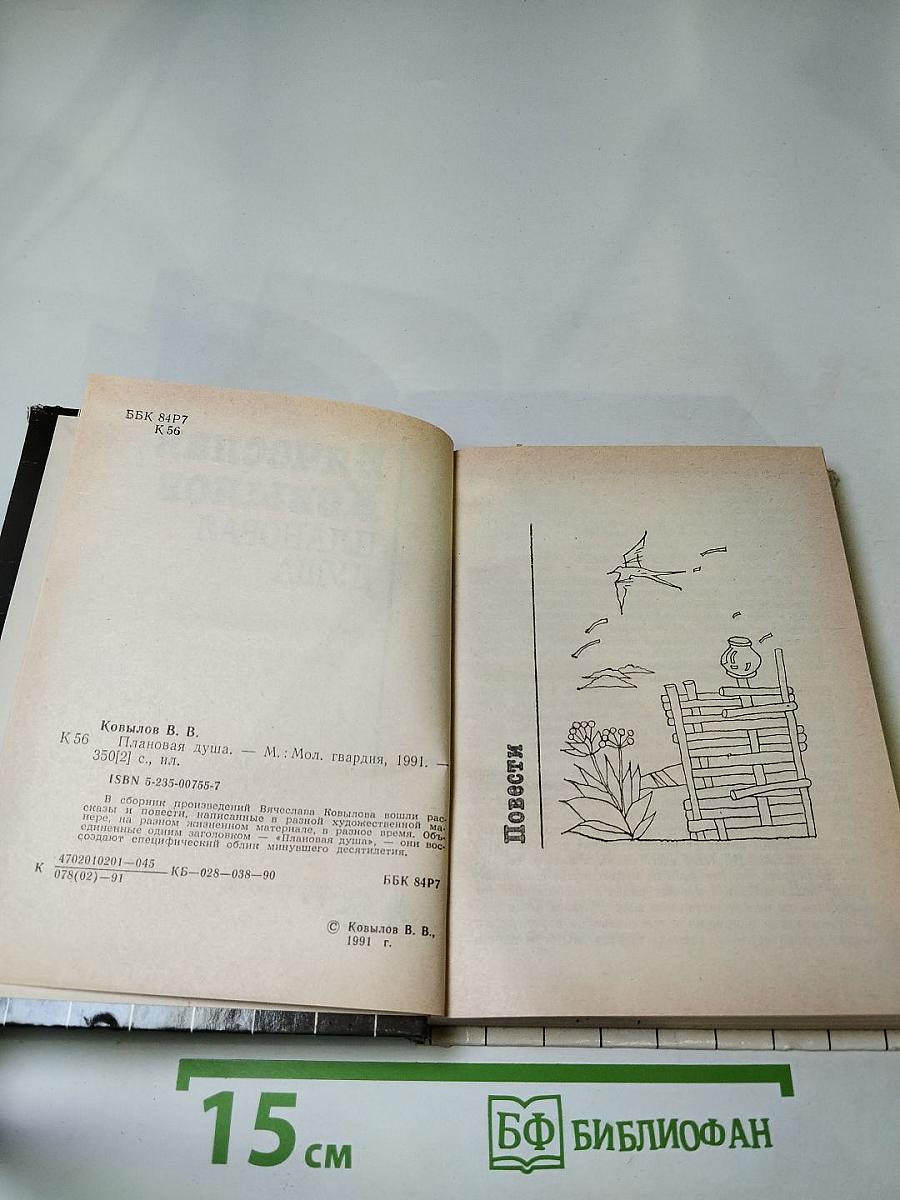 ББК 84Р7
К 56
Ковылов В. В.
К 56 Плановая душа. — М. : Мол. гвардия, 1991. —
350[2] с., ил.
ISBN 5-235-00755-7
В сборник произведений Вячеслава Ковылова вошли рас-
сказы и повести, написанные в разной художественной ма-
нере, на разном жизненном материале, в разное время. Объ-
единенные одним заголовком — «Плановая душа», — они вос-
создают специфический облик минувшего десятилетия.
К 4702010201—045
078(02)—91 КБ—028—038—90
ББК 84Р7
© Ковылов В. В.,
1991 г.
Повести
15 см
БФ БИБЛИОФАН